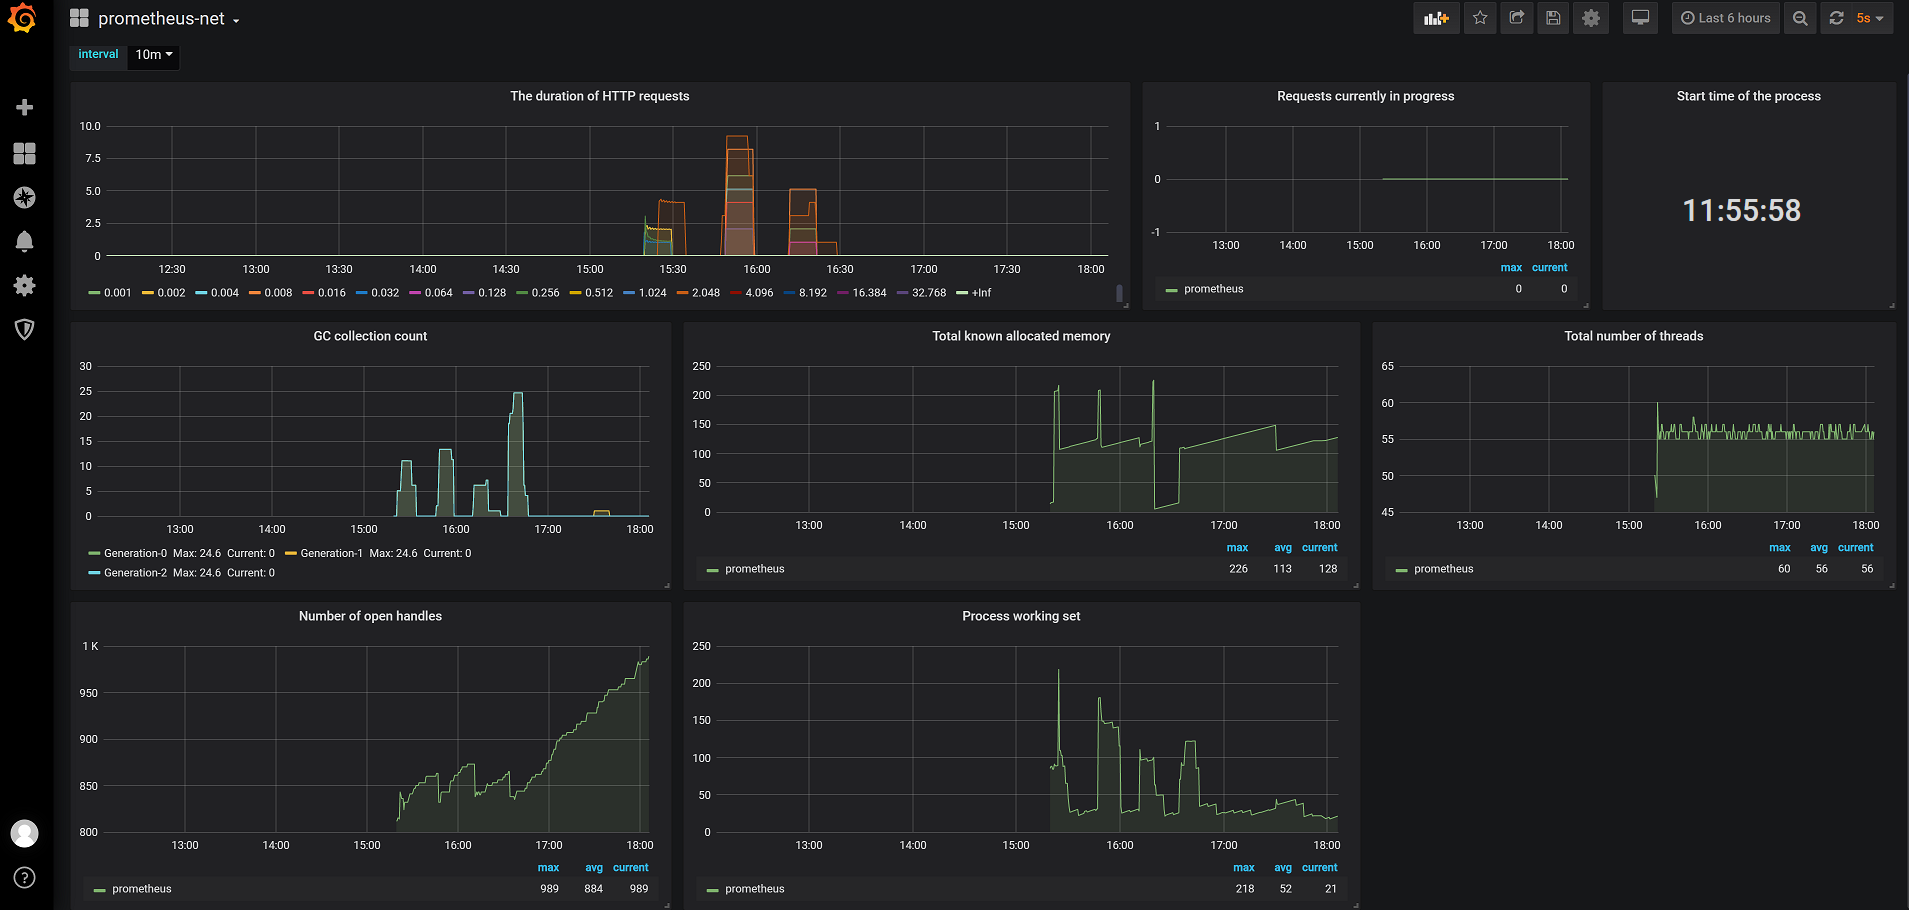 prometheus-net
Last 6 hours
5s
interval 10m
The duration of HTTP requests
10.0
7.5
5.0
2.5
0
12:30 13:00 13:30 14:00 14:30 15:00 15:30 16:00 16:30 17:00 17:30 18:00
0.001 0.002 0.004 0.008 0.016 0.032 0.064 0.128 0.256 0.512 1.024 2.048 4.096 8.192 16.384 32.768 +Inf
Requests currently in progress
1
0
-1
13:00 14:00 15:00 16:00 17:00 18:00
max current
prometheus 0 0
Start time of the process
11:55:58
GC collection count
30
25
20
15
10
5
0
13:00 14:00 15:00 16:00 17:00 18:00
Generation-0 Max: 24.6 Current: 0 Generation-1 Max: 24.6 Current: 0
Generation-2 Max: 24.6 Current: 0
Total known allocated memory
250
200
150
100
50
0
13:00 14:00 15:00 16:00 17:00 18:00
max avg current
prometheus 226 113 128
Total number of threads
65
60
55
50
45
13:00 14:00 15:00 16:00 17:00 18:00
max avg current
prometheus 60 56 56
Number of open handles
1 K
950
900
850
800
13:00 14:00 15:00 16:00 17:00 18:00
max avg current
prometheus 989 884 989
Process working set
250
200
150
100
50
0
13:00 14:00 15:00 16:00 17:00 18:00
max avg current
prometheus 218 52 21